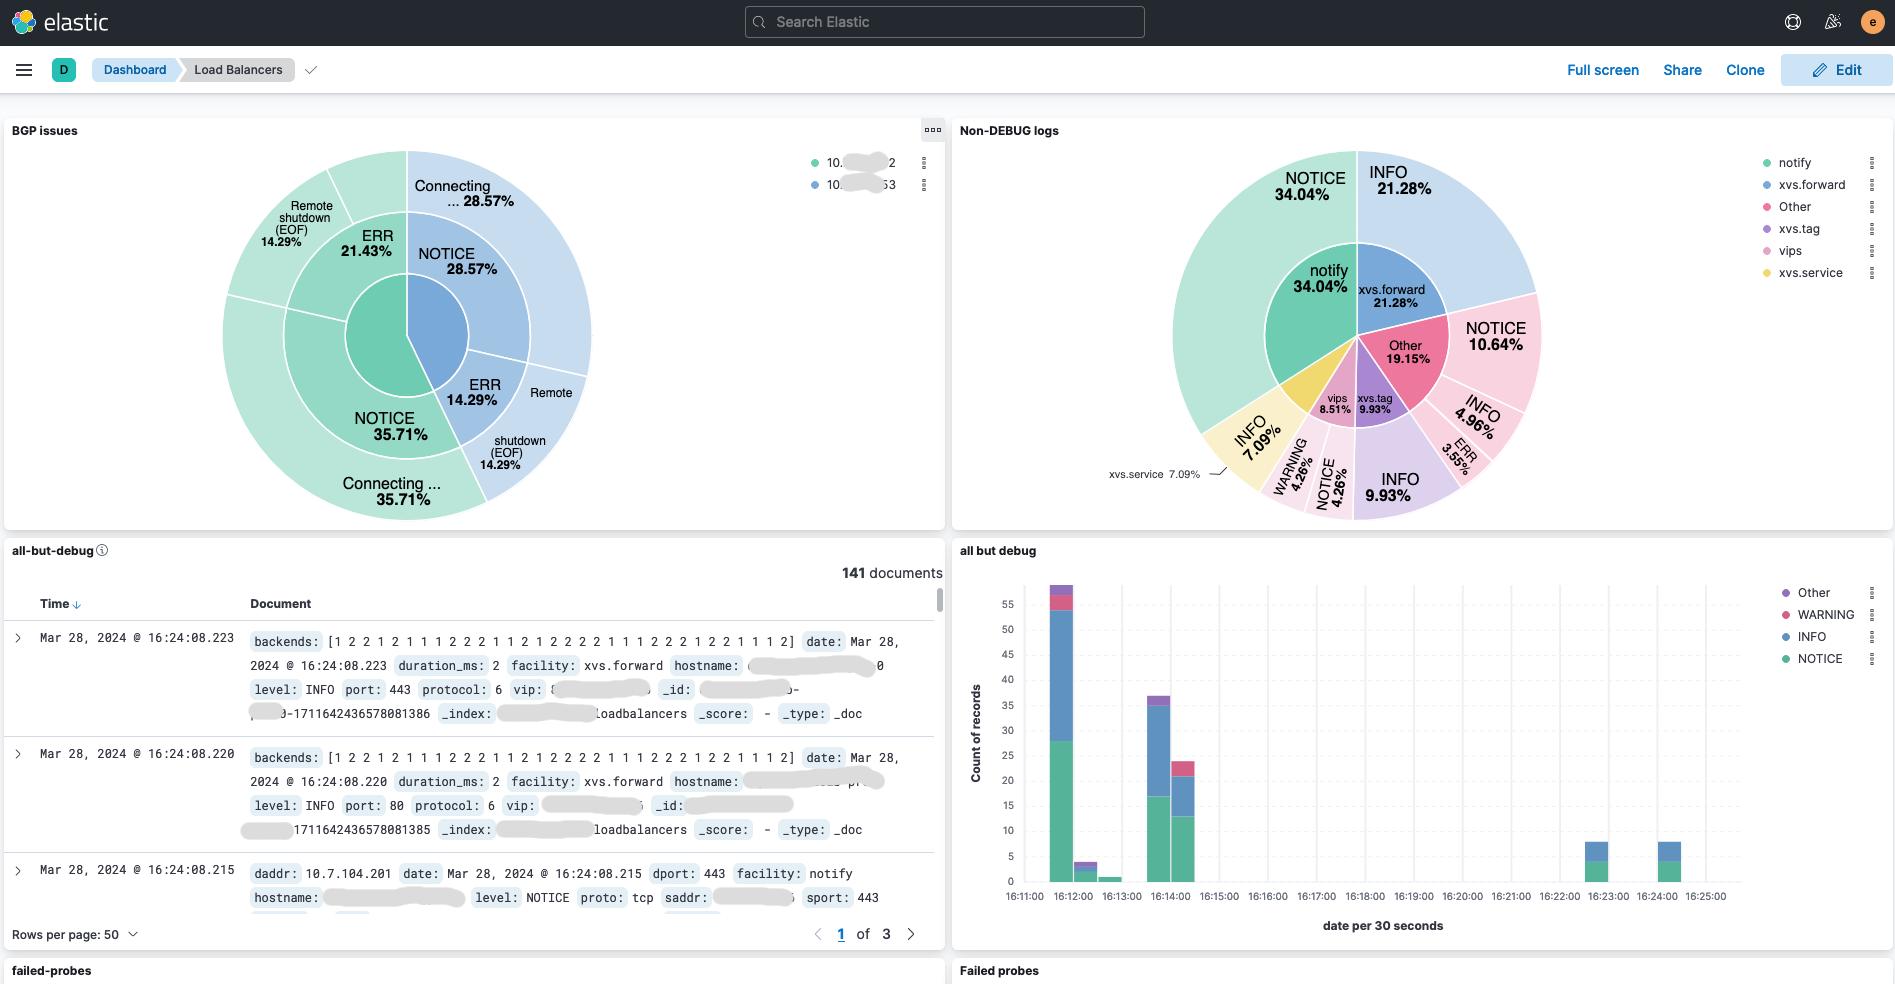 elastic
Search Elastic
e
D
Dashboard
Load Balancers
Full screen
Share
Clone
Edit
BGP issues
10. 2
10. 53
Connecting
... 28.57%
NOTICE
28.57%
ERR
14.29%
Remote
shutdown
(EOF)
14.29%
Connecting ...
35.71%
NOTICE
35.71%
ERR
21.43%
Remote
shutdown
(EOF)
14.29%
Non-DEBUG logs
notify
xvs.forward
Other
xvs.tag
vips
xvs.service
NOTICE
34.04%
INFO
21.28%
notify
34.04%
xvs.forward
21.28%
Other
19.15%
NOTICE
10.64%
INFO
4.96%
ERR
3.55%
vips
8.51%
xvs.tag
9.93%
INFO
9.93%
NOTICE
4.26%
WARNING
4.26%
INFO
7.09%
xvs.service 7.09%
all-but-debug
141 documents
Time
Document
Mar 28, 2024 @ 16:24:08.223
backends: [1 2 2 1 2 1 1 1 2 2 2 1 1 2 1 2 2 2 2 1 1 1 2 2 2 1 2 2 1 1 1 2] date: Mar 28,
2024 @ 16:24:08.223 duration_ms: 2 facility: xvs.forward hostname: 0
level: INFO port: 443 protocol: 6 vip: _id:
-1711642436578081386 _index: loadbalancers _score: - _type: _doc
Mar 28, 2024 @ 16:24:08.220
backends: [1 2 2 1 2 1 1 1 2 2 2 1 1 2 1 2 2 2 2 1 1 1 2 2 2 1 2 2 1 1 1 2] date: Mar 28,
2024 @ 16:24:08.220 duration_ms: 2 facility: xvs.forward hostname:
level: INFO port: 80 protocol: 6 vip: _id:
1711642436578081385 _index: loadbalancers _score: - _type: _doc
Mar 28, 2024 @ 16:24:08.215
daddr: 10.7.104.201 date: Mar 28, 2024 @ 16:24:08.215 dport: 443 facility: notify
hostname: level: NOTICE proto: tcp saddr: sport: 443
Rows per page: 50
1 of 3
all but debug
Other
WARNING
INFO
NOTICE
Count of records
55
50
45
40
35
30
25
20
15
10
5
0
16:11:00 16:12:00 16:13:00 16:14:00 16:15:00 16:16:00 16:17:00 16:18:00 16:19:00 16:20:00 16:21:00 16:22:00 16:23:00 16:24:00 16:25:00
date per 30 seconds
failed-probes
Failed probes